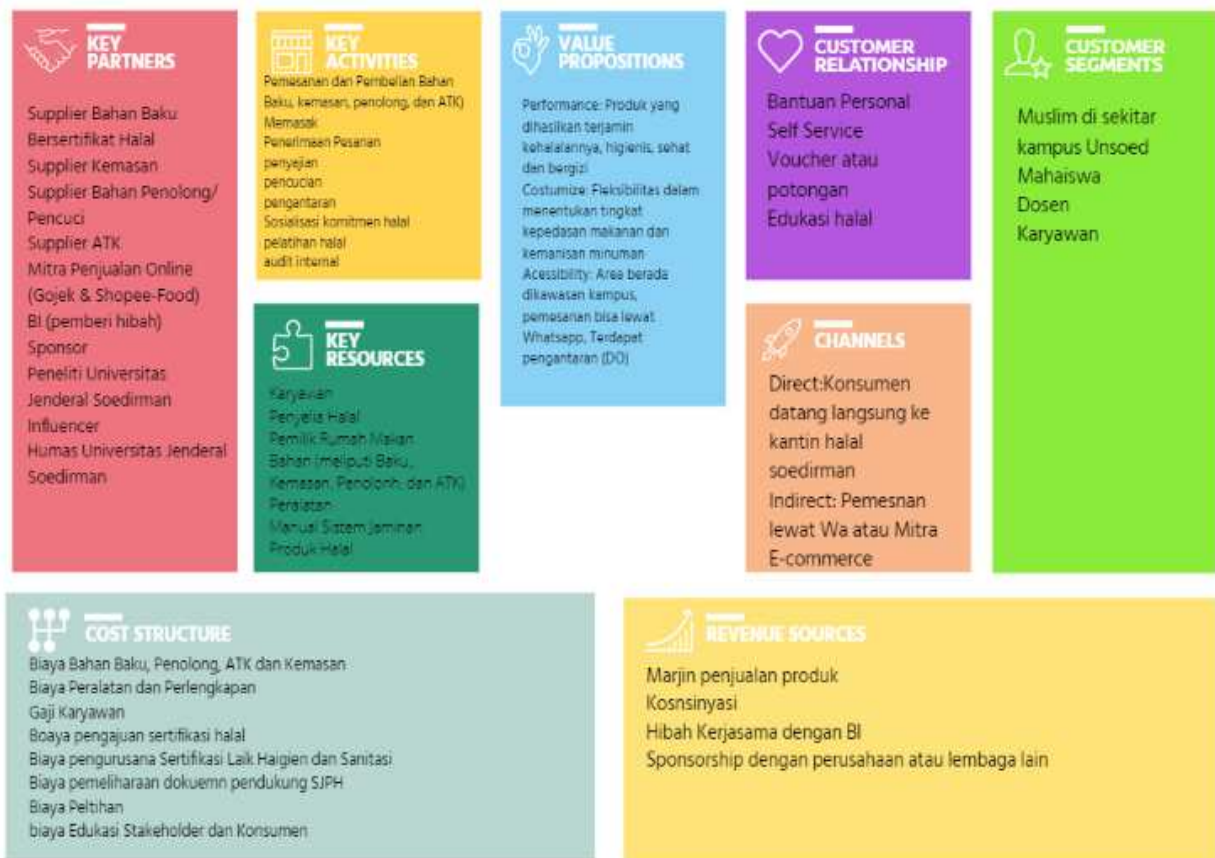 KEY
PARTNERS
Supplier Bahan Baku
Bersertifikat Halal
Supplier Kemasan
Supplier Bahan Penolong/
Pencuci
Supplier ATK
Mitra Penjualan Online
(Gojek & Shopee-Food)
BI (pemberi hibah)
Sponsor
Peneliti Universitas
Jenderal Soedirman
Influencer
Humas Universitas Jenderal
Soedirman
KEY
ACTIVITIES
Pemesanan dan Pembelian Bahan
Baku, kemasan, penolong, dan ATK)
Memasak
Penerimaan Pesanan
penyajian
pencucian
pengantaran
Sosialisasi komitmen halal
pelatihan halal
audit internal
KEY
RESOURCES
Karyawan
Penyelia Halal
Pemilik Rumah Makan
Bahan (meliputi Baku,
Kemasan, Penolonh, dan ATK)
Peralatan
Manual Sistem Jaminan
Produk Halal
VALUE
PROPOSITIONS
Performance: Produk yang
dihasilkan terjamin
kehalalannya, higienis, sehat
dan bergizi
Costumize: Fleksibilitas dalam
menentukan tingkat
kepedasan makanan dan
kemanisan minuman
Acessibility: Area berada
dikawasan kampus,
pemesanan bisa lewat
Whatsapp, Terdapat
pengantaran (DO)
CUSTOMER
RELATIONSHIP
Bantuan Personal
Self Service
Voucher atau
potongan
Edukasi halal
CHANNELS
Direct:Konsumen
datang langsung ke
kantin halal
soedirman
Indirect: Pemesnan
lewat Wa atau Mitra
E-commerce
CUSTOMER
SEGMENTS
Muslim di sekitar
kampus Unsoed
Mahaiswa
Dosen
Karyawan
COST STRUCTURE
Biaya Bahan Baku, Penolong, ATK dan Kemasan
Biaya Peralatan dan Perlengkapan
Gaji Karyawan
Boaya pengajuan sertifikasi halal
Biaya pengurusana Sertifikasi Laik Haigien dan Sanitasi
Biaya pemeliharaan dokuemn pendukung SJPH
Biaya Peltihan
biaya Edukasi Stakeholder dan Konsumen
REVENUE SOURCES
Marjin penjualan produk
Kosnsinyasi
Hibah Kerjasama dengan BI
Sponsorship dengan perusahaan atau lembaga lain